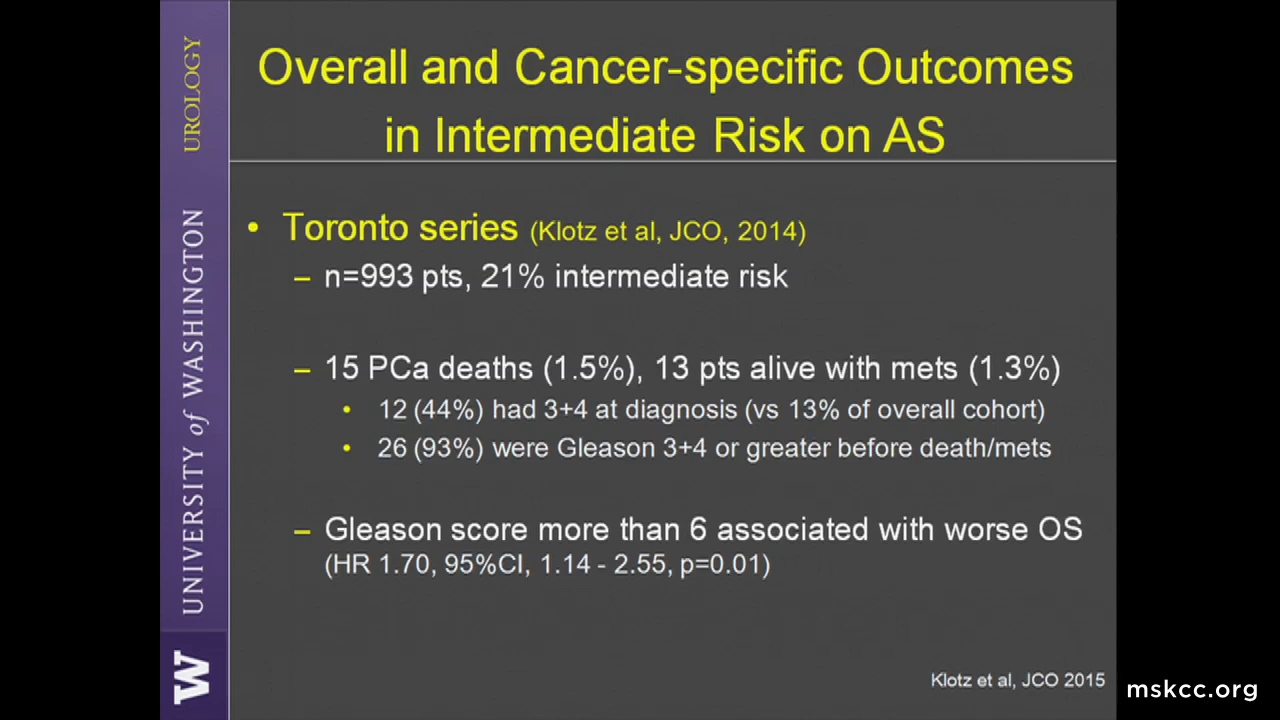 Overall and Cancer-specific Outcomes
in Intermediate Risk on AS
• Toronto series (Klotz et al, JCO, 2014)
– n=993 pts, 21% intermediate risk
– 15 PCa deaths (1.5%), 13 pts alive with mets (1.3%)
• 12 (44%) had 3+4 at diagnosis (vs 13% of overall cohort)
• 26 (93%) were Gleason 3+4 or greater before death/mets
– Gleason score more than 6 associated with worse OS
(HR 1.70, 95%CI, 1.14 - 2.55, p=0.01)
Klotz et al, JCO 2015
mskcc.org
UROLOGY
UNIVERSITY of WASHINGTON
W